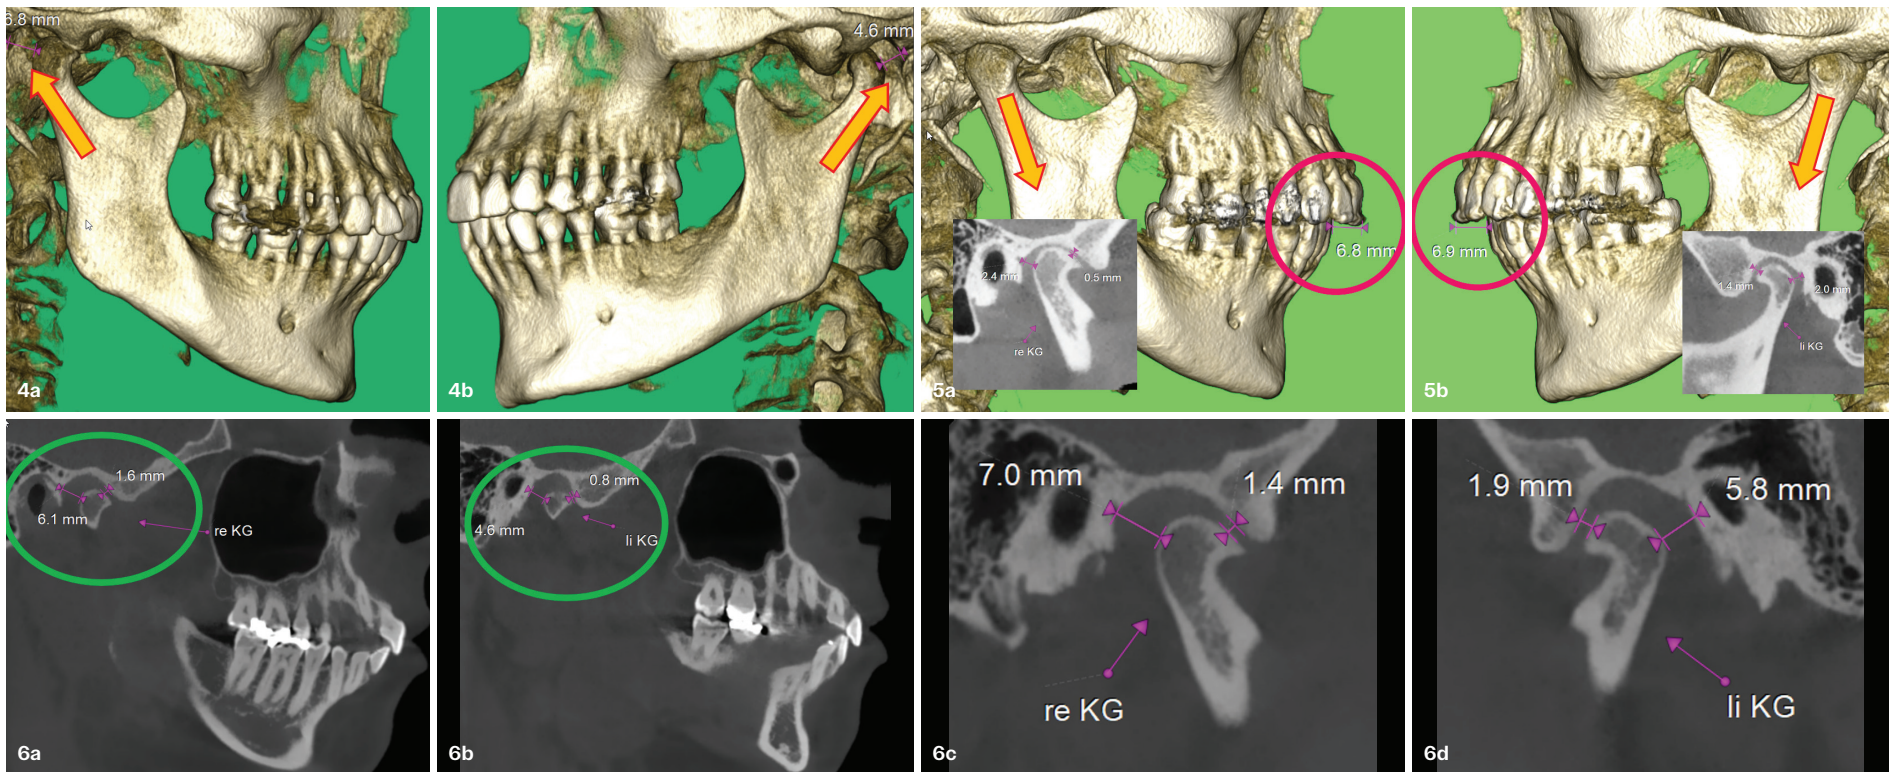 6.8 mm
4a
4.6 mm
4b
2.4 mm
0.5 mm
re KG
6.8 mm
5a
6.9 mm
1.4 mm
2.0 mm
li KG
5b
1.6 mm
6.1 mm
re KG
6a
0.8 mm
4.6 mm
li KG
6b
7.0 mm
1.4 mm
re KG
6c
1.9 mm
5.8 mm
li KG
6d